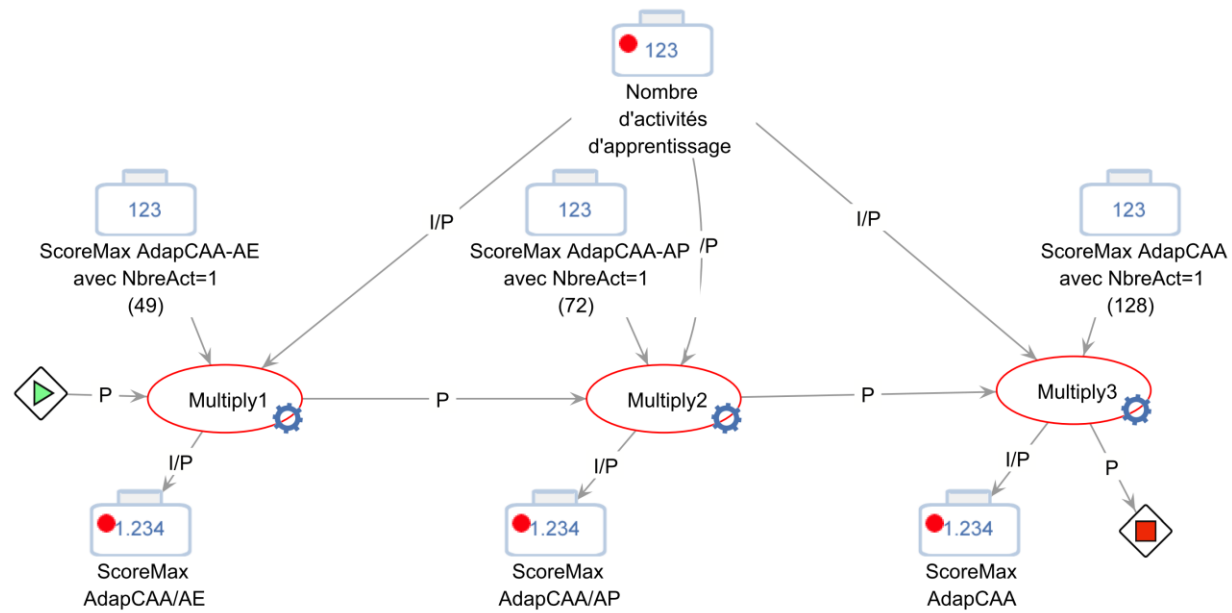 123
Nombre
d'activités
d'apprentissage
123
ScoreMax AdapCAA-AE
avec NbreAct=1
(49)
I/P
123
ScoreMax AdapCAA-AP
avec NbreAct=1
(72)
/P
I/P
123
ScoreMax AdapCAA
avec NbreAct=1
(128)
P
Multiply1
P
Multiply2
P
Multiply3
I/P
1.234
ScoreMax
AdapCAA/AE
I/P
1.234
ScoreMax
AdapCAA/AP
I/P
1.234
ScoreMax
AdapCAA
P